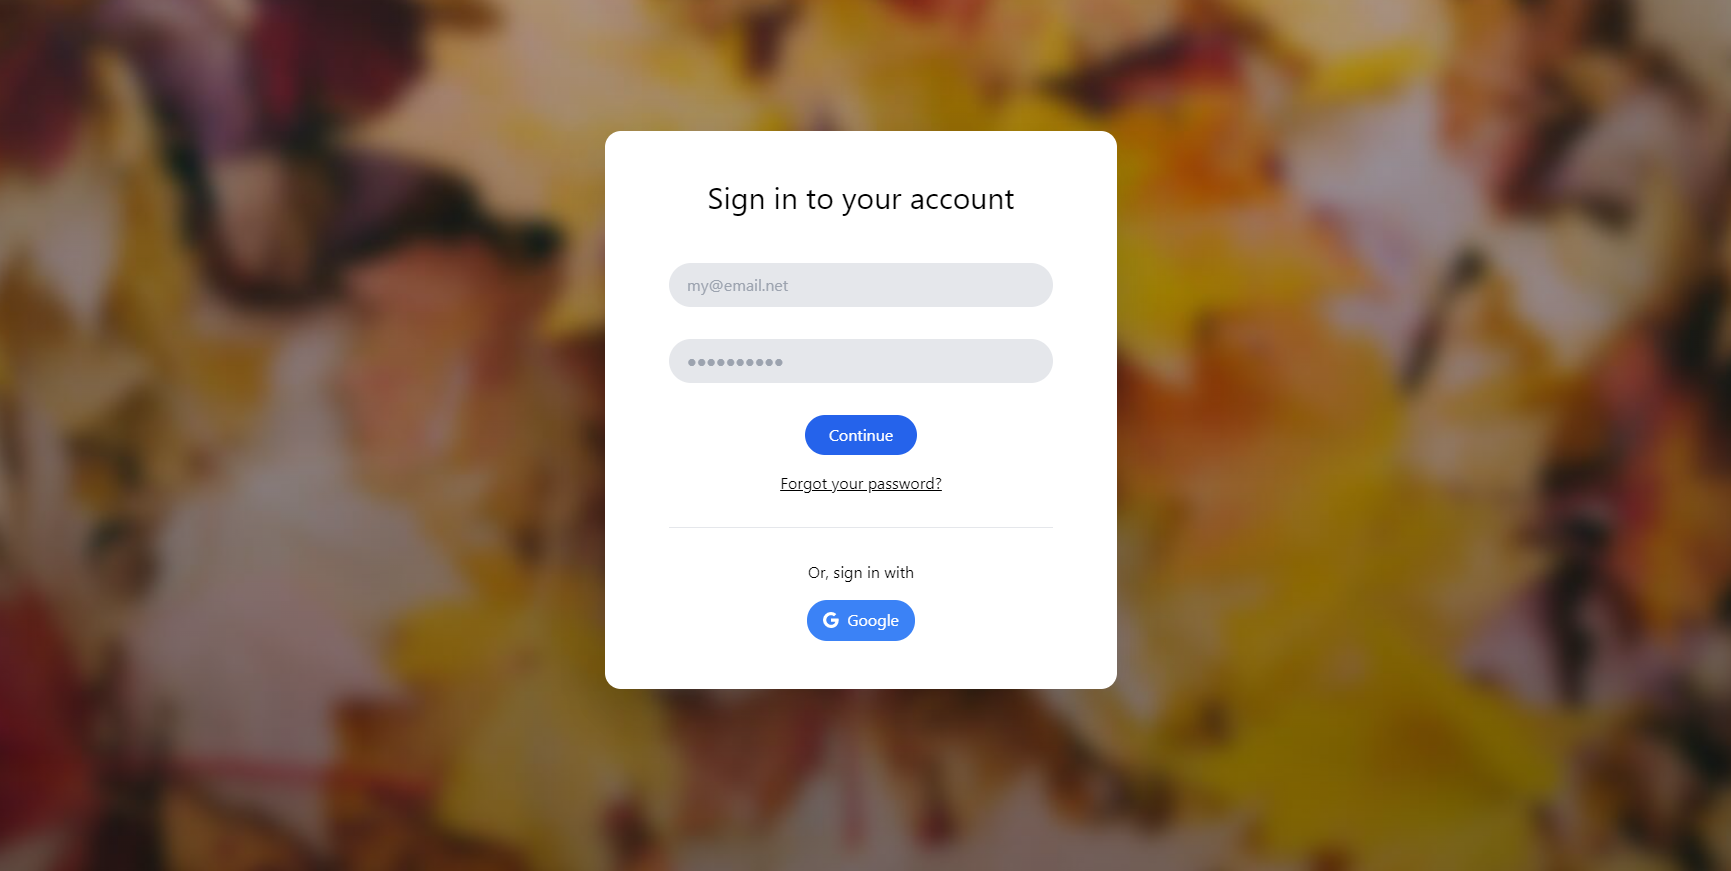 Sign in to your account
my@email.net
••••••••••
Continue
Forgot your password?
Or, sign in with
Google